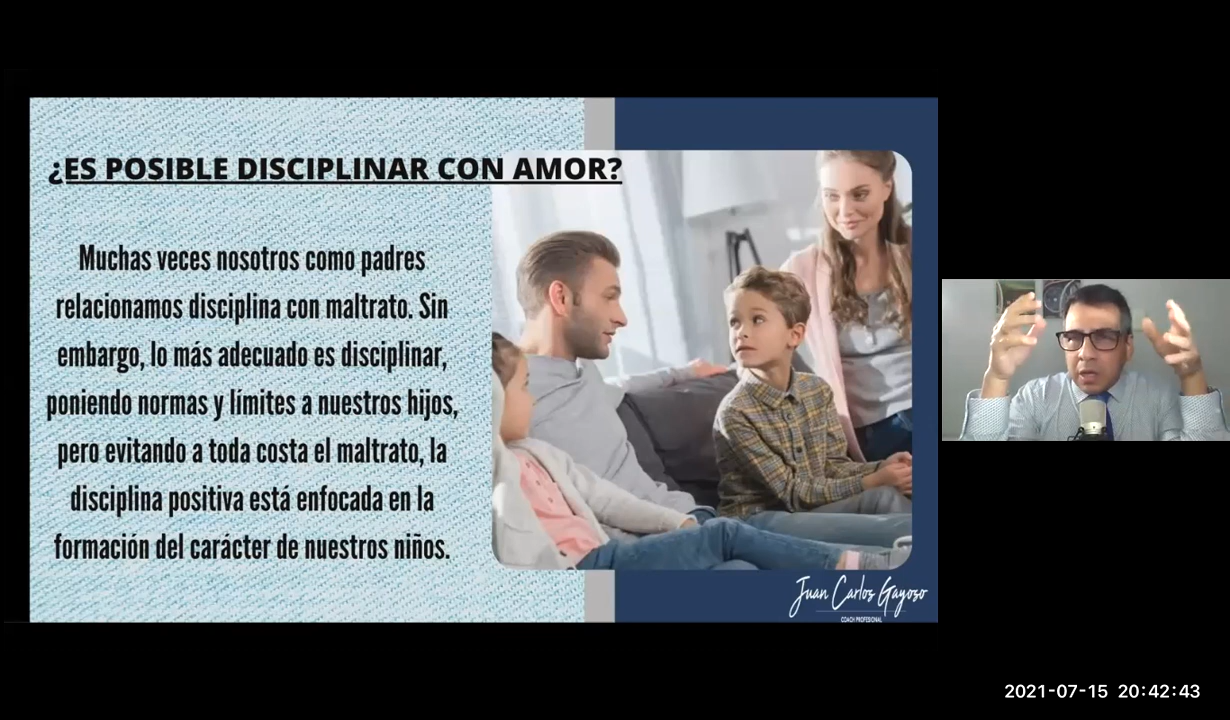 ¿ES POSIBLE DISCIPLINAR CON AMOR?
Muchas veces nosotros como padres
relacionamos disciplina con maltrato. Sin
embargo, lo más adecuado es disciplinar,
poniendo normas y límites a nuestros hijos,
pero evitando a toda costa el maltrato, la
disciplina positiva está enfocada en la
formación del carácter de nuestros niños.
Juan Carlos Gayoso
COACH PROFESIONAL
2021-07-15 20:42:43